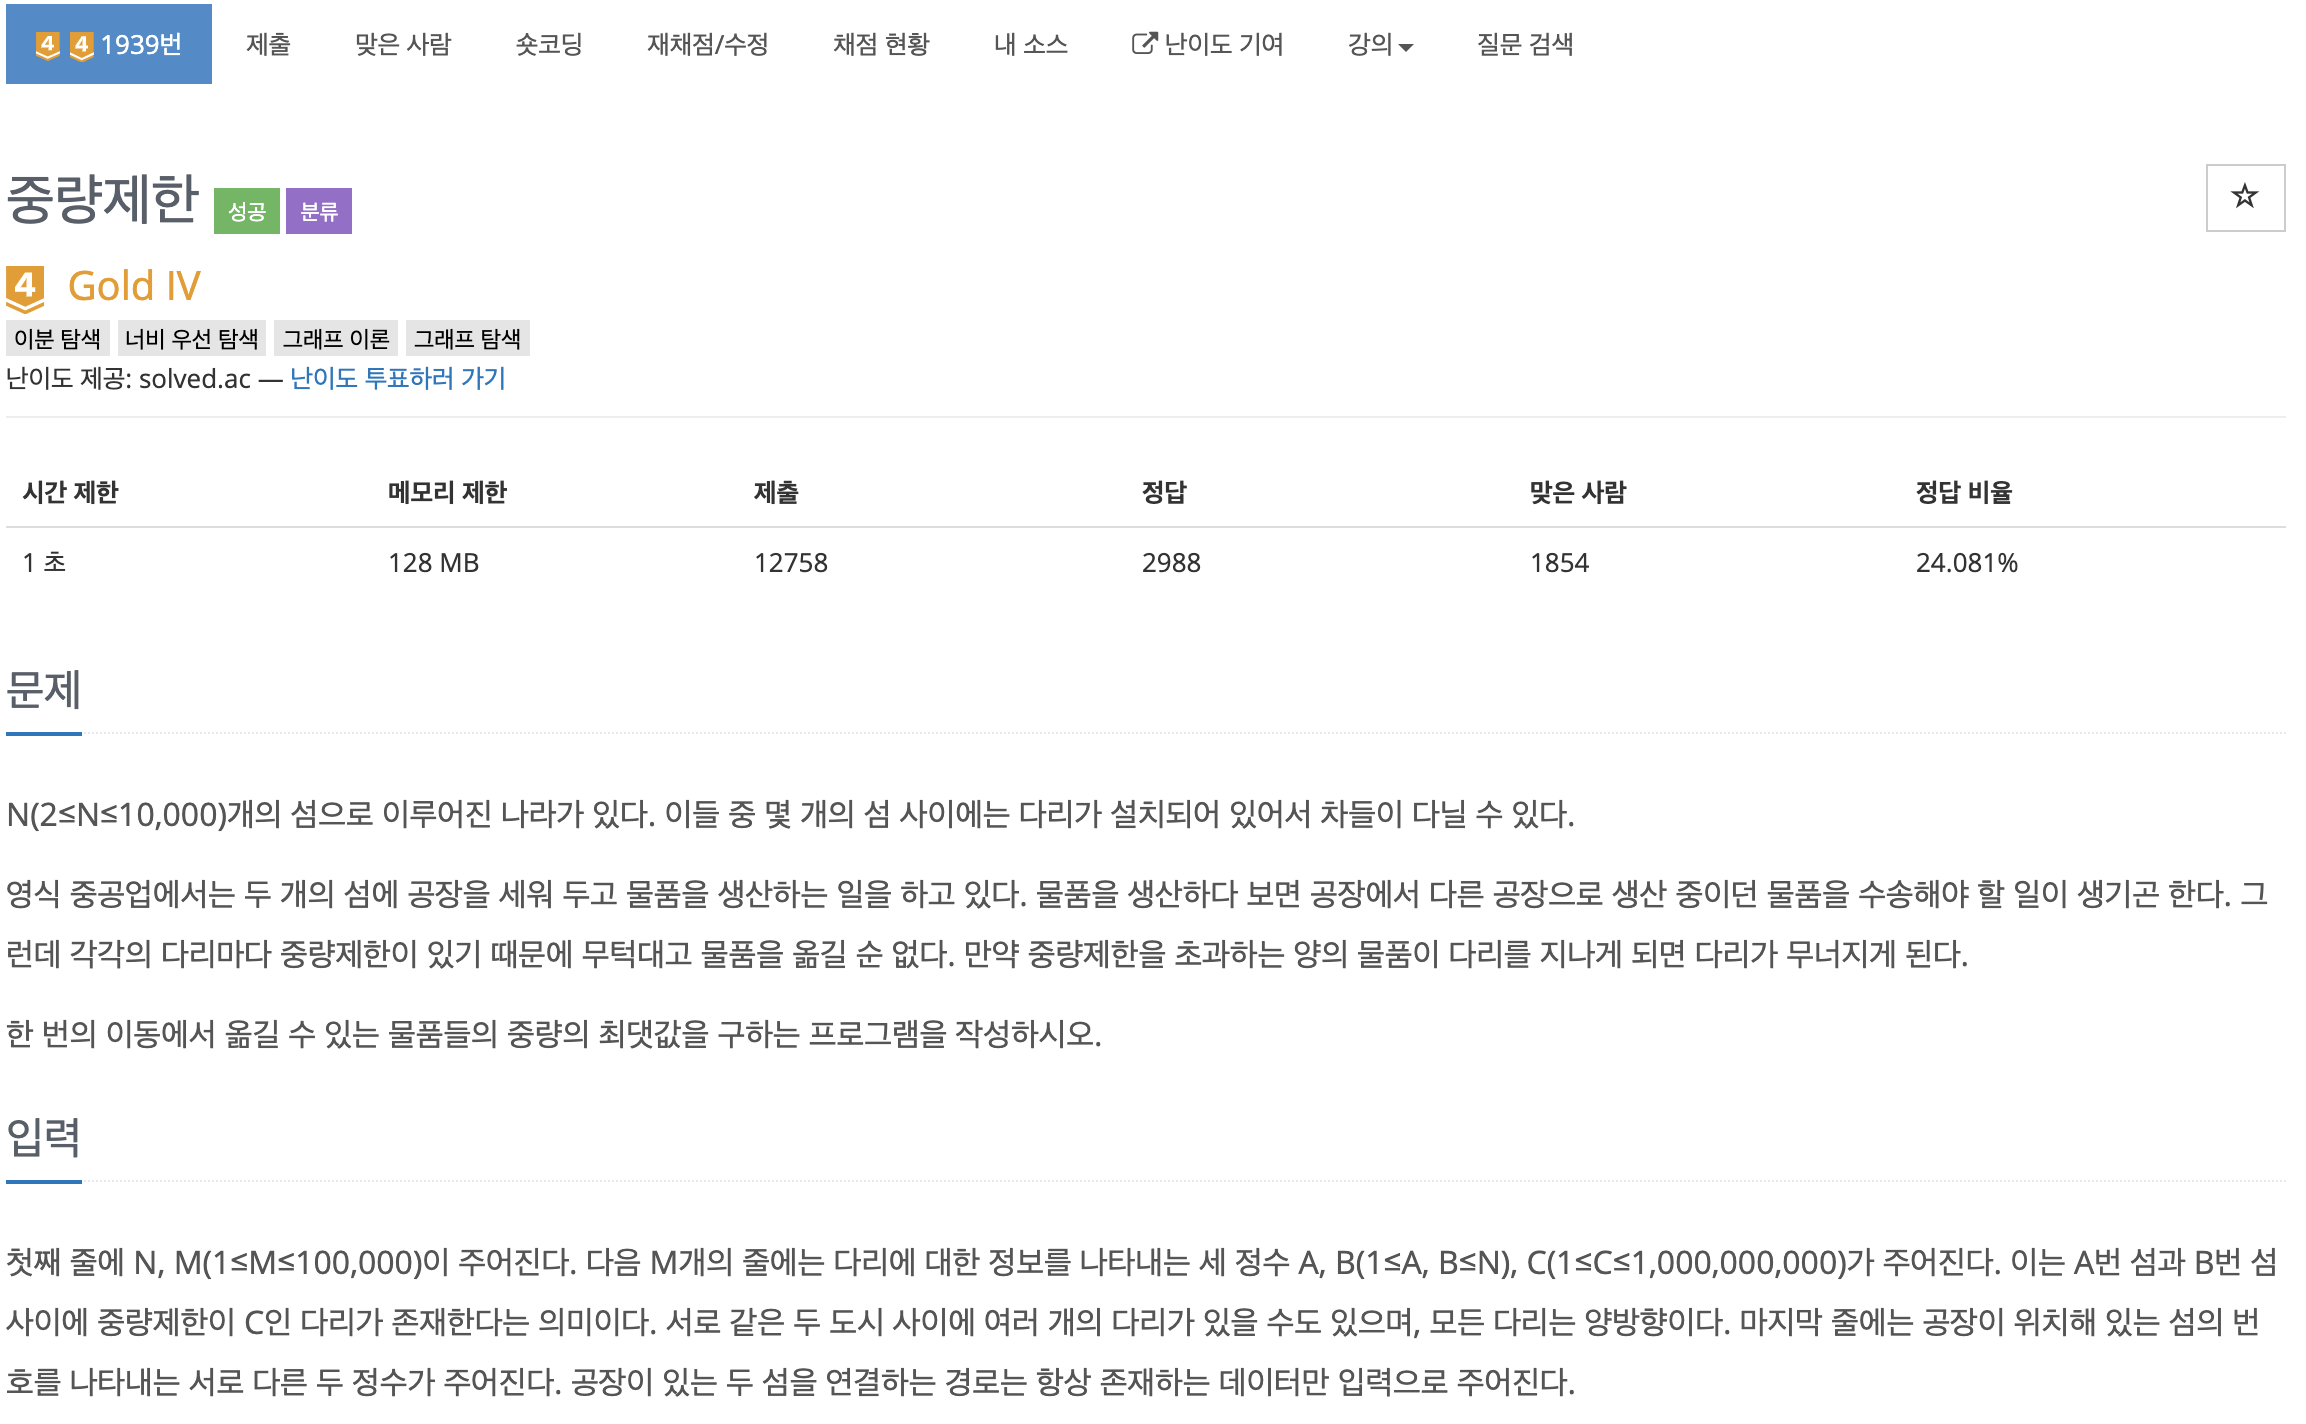 4 4 1939번 제출 맞은 사람 숏코딩 재채점/수정 채점 현황 내 소스 난이도 기여 강의 질문 검색
중량제한 성공 분류
4 Gold IV
이분 탐색 너비 우선 탐색 그래프 이론 그래프 탐색
난이도 제공: solved.ac — 난이도 투표하러 가기
시간 제한 메모리 제한 제출 정답 맞은 사람 정답 비율
1 초 128 MB 12758 2988 1854 24.081%
문제
N(2≤N≤10,000)개의 섬으로 이루어진 나라가 있다. 이들 중 몇 개의 섬 사이에는 다리가 설치되어 있어서 차들이 다닐 수 있다.
영식 중공업에서는 두 개의 섬에 공장을 세워 두고 물품을 생산하는 일을 하고 있다. 물품을 생산하다 보면 공장에서 다른 공장으로 생산 중이던 물품을 수송해야 할 일이 생기곤 한다. 그
런데 각각의 다리마다 중량제한이 있기 때문에 무턱대고 물품을 옮길 순 없다. 만약 중량제한을 초과하는 양의 물품이 다리를 지나게 되면 다리가 무너지게 된다.
한 번의 이동에서 옮길 수 있는 물품들의 중량의 최댓값을 구하는 프로그램을 작성하시오.
입력
첫째 줄에 N, M(1≤M≤100,000)이 주어진다. 다음 M개의 줄에는 다리에 대한 정보를 나타내는 세 정수 A, B(1≤A, B≤N), C(1≤C≤1,000,000,000)가 주어진다. 이는 A번 섬과 B번 섬
사이에 중량제한이 C인 다리가 존재한다는 의미이다. 서로 같은 두 도시 사이에 여러 개의 다리가 있을 수도 있으며, 모든 다리는 양방향이다. 마지막 줄에는 공장이 위치해 있는 섬의 번
호를 나타내는 서로 다른 두 정수가 주어진다. 공장이 있는 두 섬을 연결하는 경로는 항상 존재하는 데이터만 입력으로 주어진다.